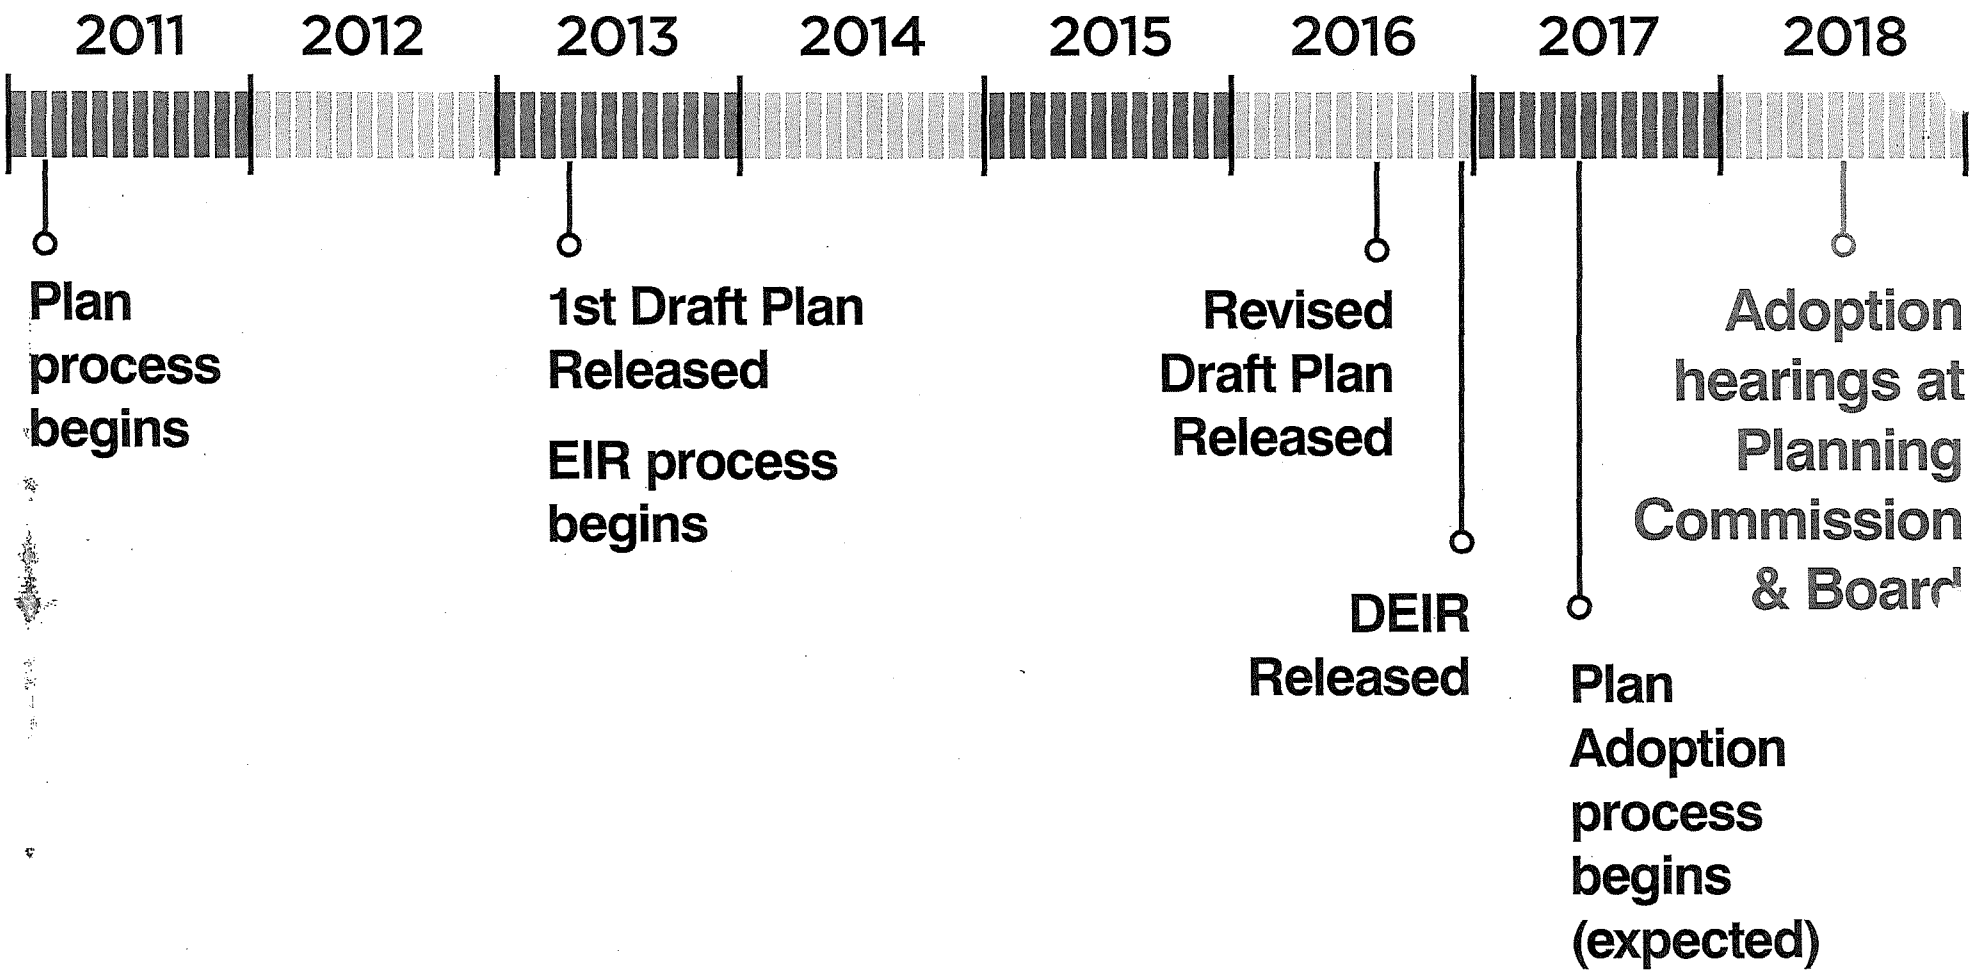 2011 2012 2013 2014 2015 2016 2017 2018
Plan
process
begins
1st Draft Plan
Released
EIR process
begins
Revised
Draft Plan
Released
DEIR
Released
Plan
Adoption
process
begins
(expected)
Adoption
hearings at
Planning
Commission
& Board